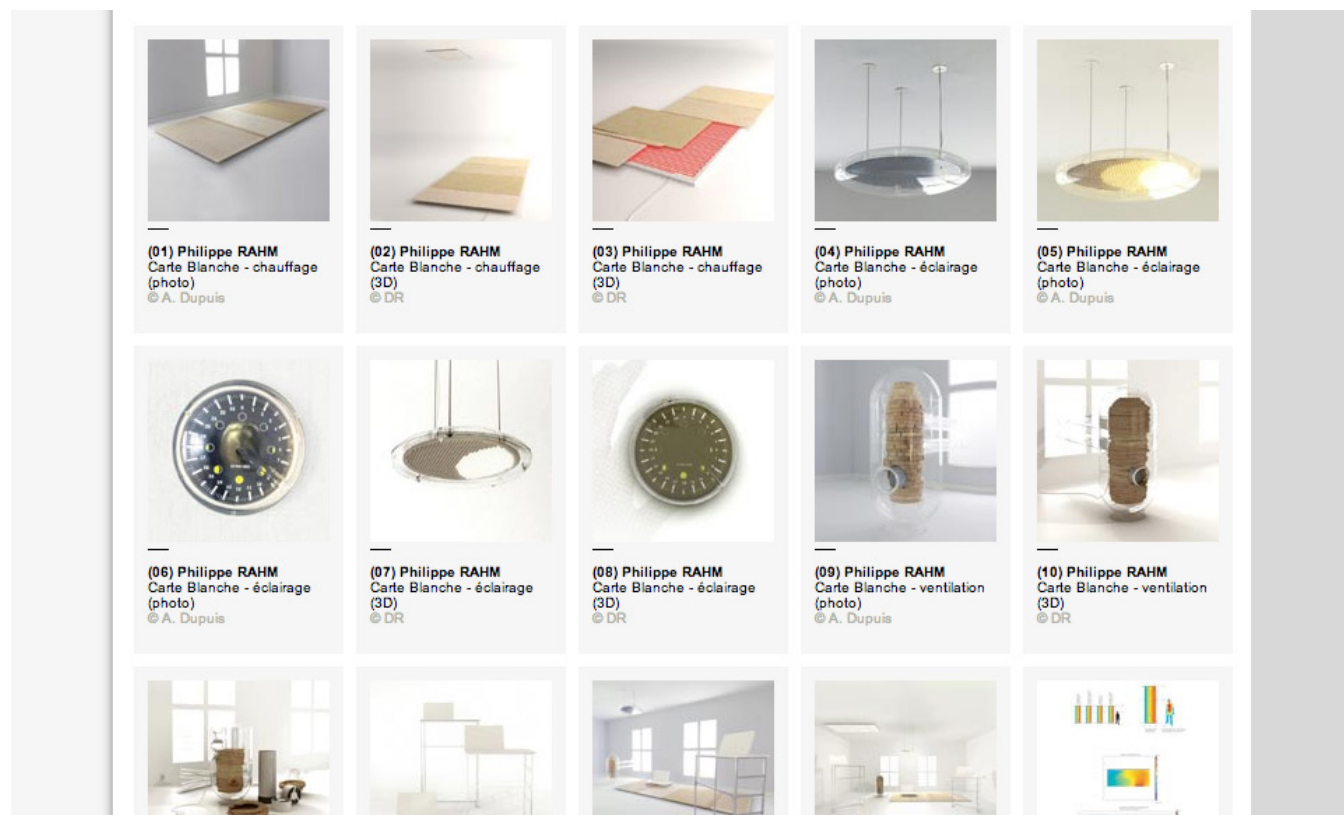 (01) Philippe RAHM
Carte Blanche - chauffage
(photo)
© A. Dupuis
(02) Philippe RAHM
Carte Blanche - chauffage
(3D)
© DR
(03) Philippe RAHM
Carte Blanche - chauffage
(3D)
© DR
(04) Philippe RAHM
Carte Blanche - éclairage
(photo)
© A. Dupuis
(05) Philippe RAHM
Carte Blanche - éclairage
(photo)
© A. Dupuis
(06) Philippe RAHM
Carte Blanche - éclairage
(photo)
© A. Dupuis
(07) Philippe RAHM
Carte Blanche - éclairage
(3D)
© DR
(08) Philippe RAHM
Carte Blanche - éclairage
(3D)
© DR
(09) Philippe RAHM
Carte Blanche - ventilation
(photo)
© A. Dupuis
(10) Philippe RAHM
Carte Blanche - ventilation
(3D)
© DR